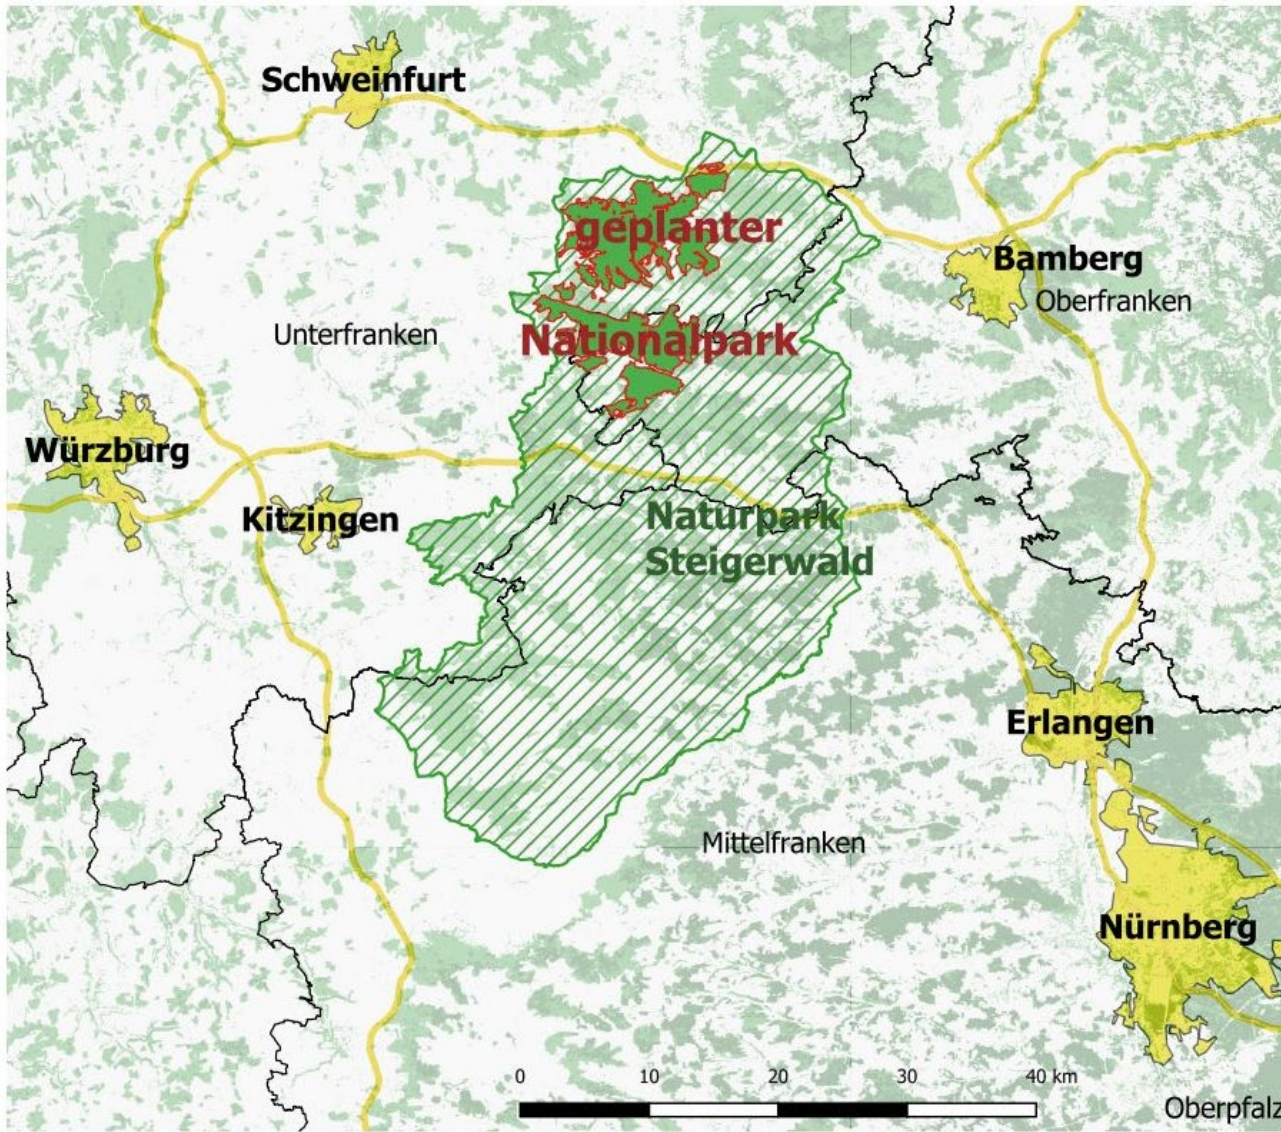 Schweinfurt
geplanter
Bamberg
Oberfranken
Unterfranken
Nationalpark
Würzburg
Kitzingen
Naturpark
Steigerwald
Erlangen
Mittelfranken
Nürnberg
0 10 20 30 40 km
Oberpfalz